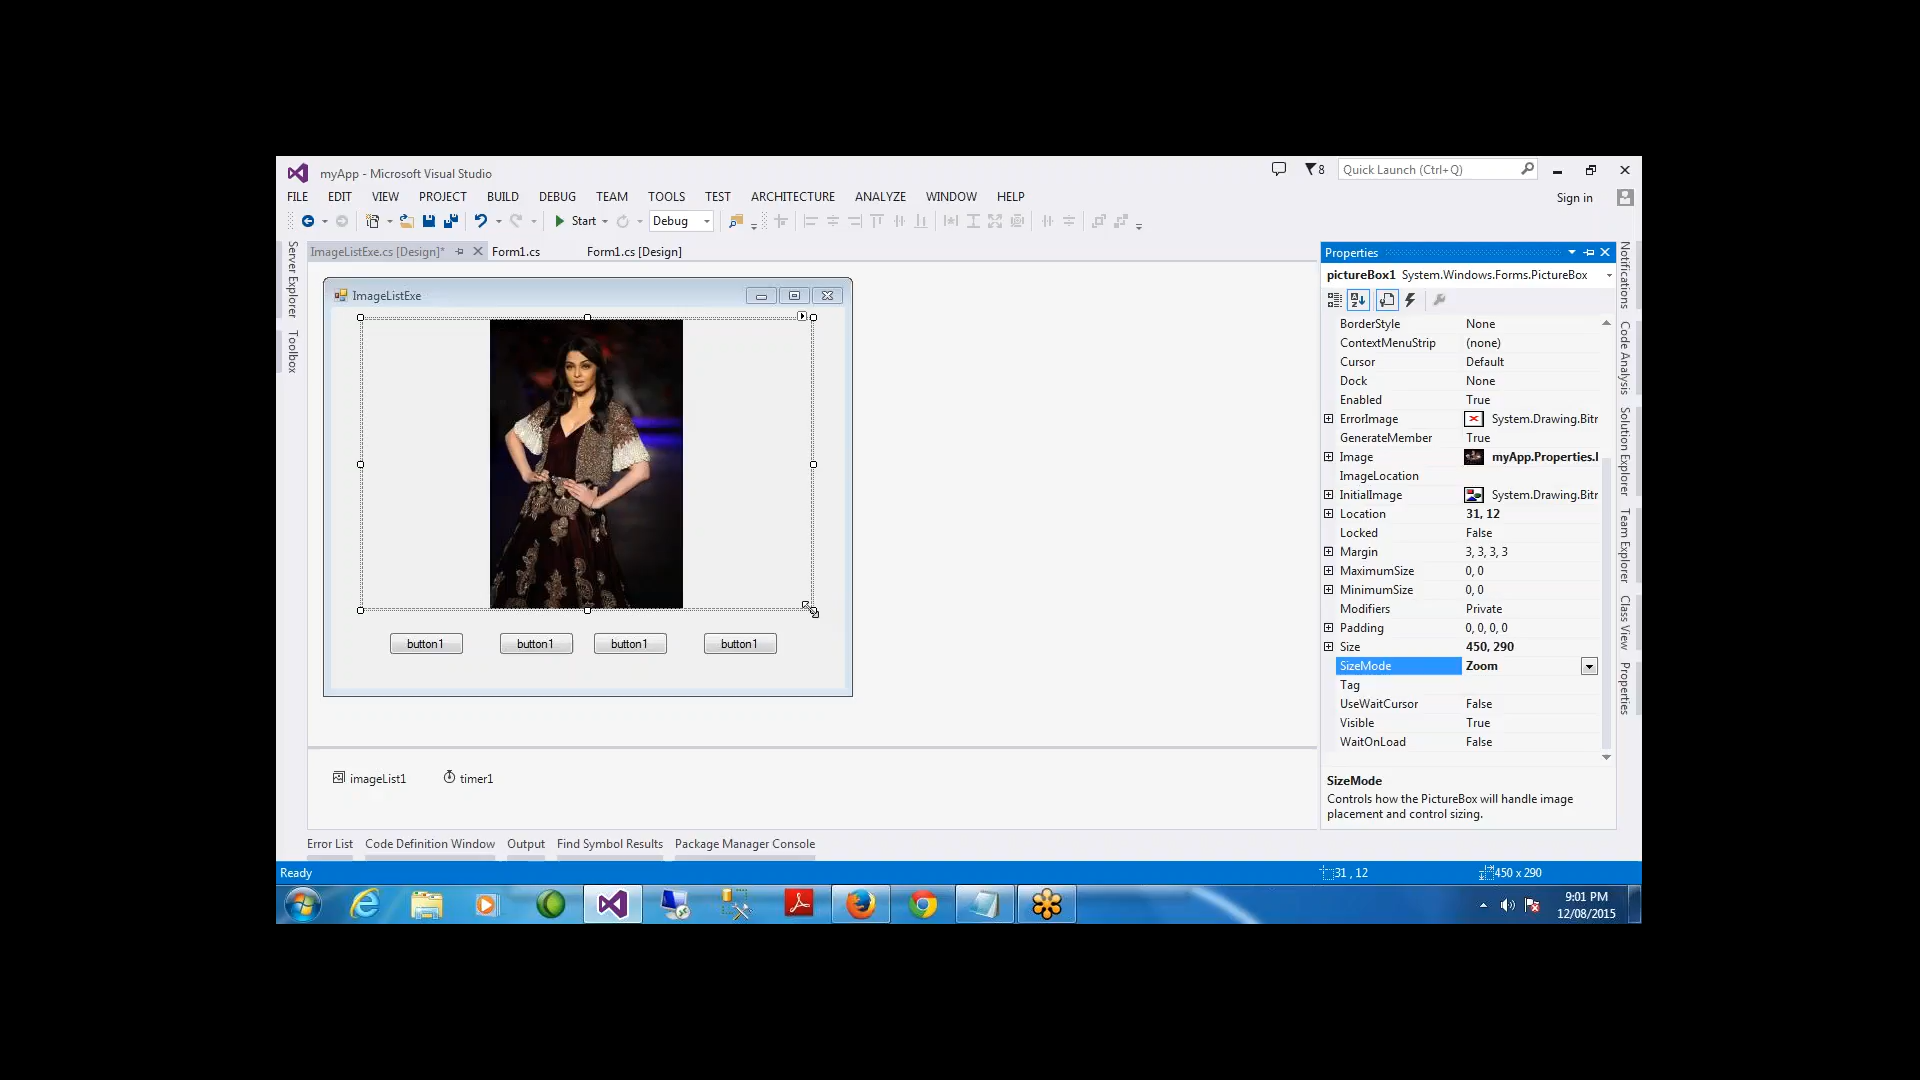 myApp - Microsoft Visual Studio
8
Quick Launch (Ctrl+Q)
FILE EDIT VIEW PROJECT BUILD DEBUG TEAM TOOLS TEST ARCHITECTURE ANALYZE WINDOW HELP
Sign in
Start
Debug
ImageListExe.cs [Design]*
Form1.cs
Form1.cs [Design]
Server Explorer
Toolbox
ImageListExe
button1
button1
button1
button1
imageList1
timer1
Properties
pictureBox1 System.Windows.Forms.PictureBox
BorderStyle None
ContextMenuStrip (none)
Cursor Default
Dock None
Enabled True
ErrorImage System.Drawing.Bitr
GenerateMember True
Image myApp.Properties.I
ImageLocation
InitialImage System.Drawing.Bitr
Location 31, 12
Locked False
Margin 3, 3, 3, 3
MaximumSize 0, 0
MinimumSize 0, 0
Modifiers Private
Padding 0, 0, 0, 0
Size 450, 290
SizeMode Zoom
Tag
UseWaitCursor False
Visible True
WaitOnLoad False
SizeMode
Controls how the PictureBox will handle image
placement and control sizing.
Notifications
Code Analysis
Solution Explorer
Team Explorer
Class View
Properties
Error List Code Definition Window Output Find Symbol Results Package Manager Console
Ready
31 , 12
450 x 290
9:01 PM
12/08/2015